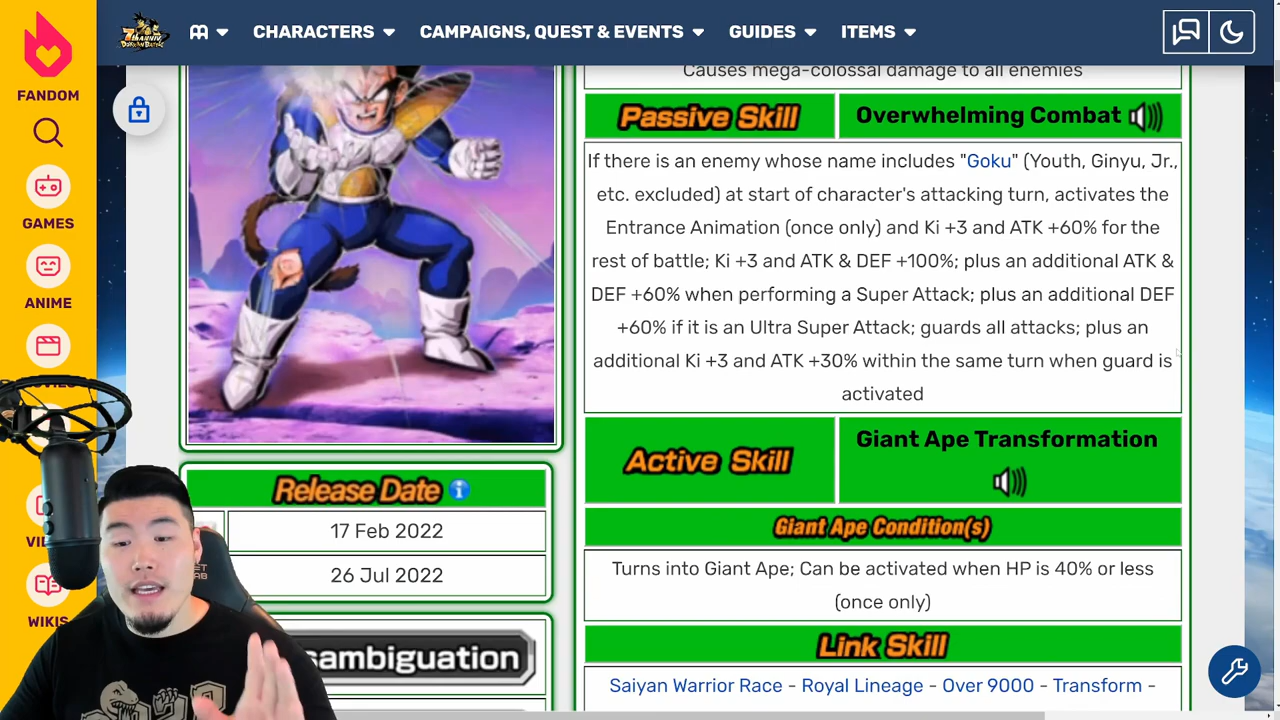 CHARACTERS
CAMPAIGNS, QUEST & EVENTS
GUIDES
ITEMS
FANDOM
GAMES
ANIME
WIKIS
Causes mega-colossal damage to all enemies
Passive Skill
Overwhelming Combat
If there is an enemy whose name includes "Goku" (Youth, Ginyu, Jr.,
etc. excluded) at start of character's attacking turn, activates the
Entrance Animation (once only) and Ki +3 and ATK +60% for the
rest of battle; Ki +3 and ATK & DEF +100%; plus an additional ATK &
DEF +60% when performing a Super Attack; plus an additional DEF
+60% if it is an Ultra Super Attack; guards all attacks; plus an
additional Ki +3 and ATK +30% within the same turn when guard is
activated
Active Skill
Giant Ape Transformation
Giant Ape Condition(s)
Turns into Giant Ape; Can be activated when HP is 40% or less
(once only)
Link Skill
Saiyan Warrior Race - Royal Lineage - Over 9000 - Transform -
Release Date
17 Feb 2022
26 Jul 2022
sambiguation